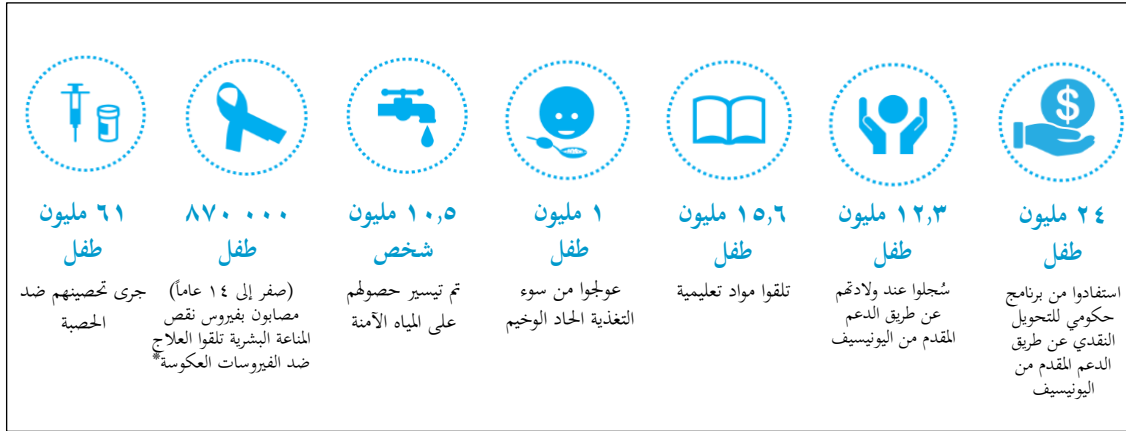 $
٢٤ مليون
طفل
استفادوا من برنامج
حكومي للتحويل
النقدي عن طريق
الدعم المقدم من
اليونيسيف
١٢,٣ مليون
طفل
سُجلوا عند ولادتهم
عن طريق الدعم
المقدم من اليونيسيف
١٥,٦ مليون
طفل
تلقوا مواد تعليمية
١ مليون
طفل
عولجوا من سوء
التغذية الحاد الوخيم
١٠,٥ مليون
شخص
تم تيسير حصولهم
على المياه الآمنة
٨٧٠ ٠٠٠
طفل
(صفر إلى ١٤ عاماً)
مصابون بفيروس نقص
المناعة البشرية تلقوا العلاج
ضد الفيروسات العكوسة*
٦١ مليون
طفل
جرى تحصينهم ضد
الحصبة